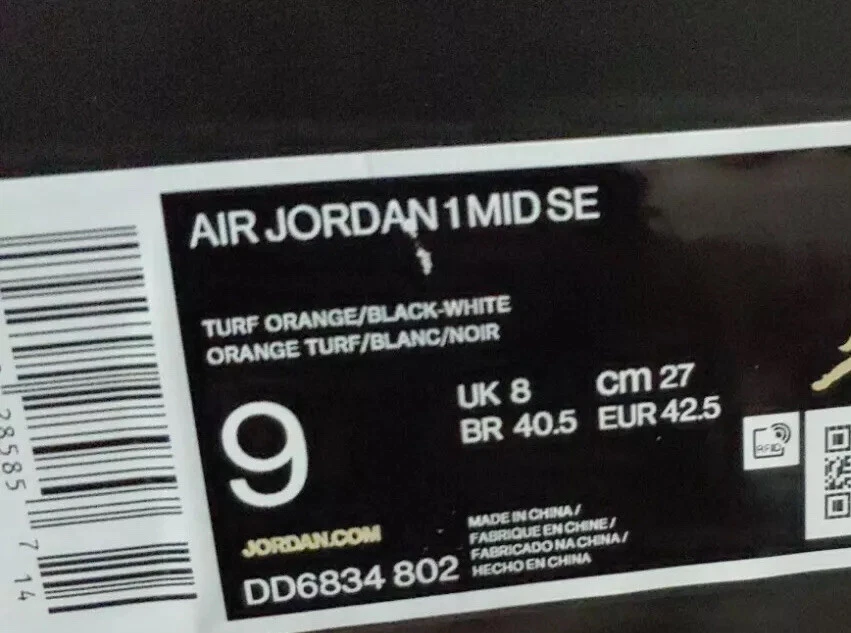 AIR JORDAN 1 MID SE
TURF ORANGE/BLACK-WHITE
ORANGE TURF/BLANC/NOIR
9
UK 8
cm 27
BR 40.5
EUR 42.5
RFID
JORDAN.COM
DD6834 802
MADE IN CHINA /
FABRIQUE EN CHINE /
FABRICADO NA CHINA /
HECHO EN CHINA
28585 7 14